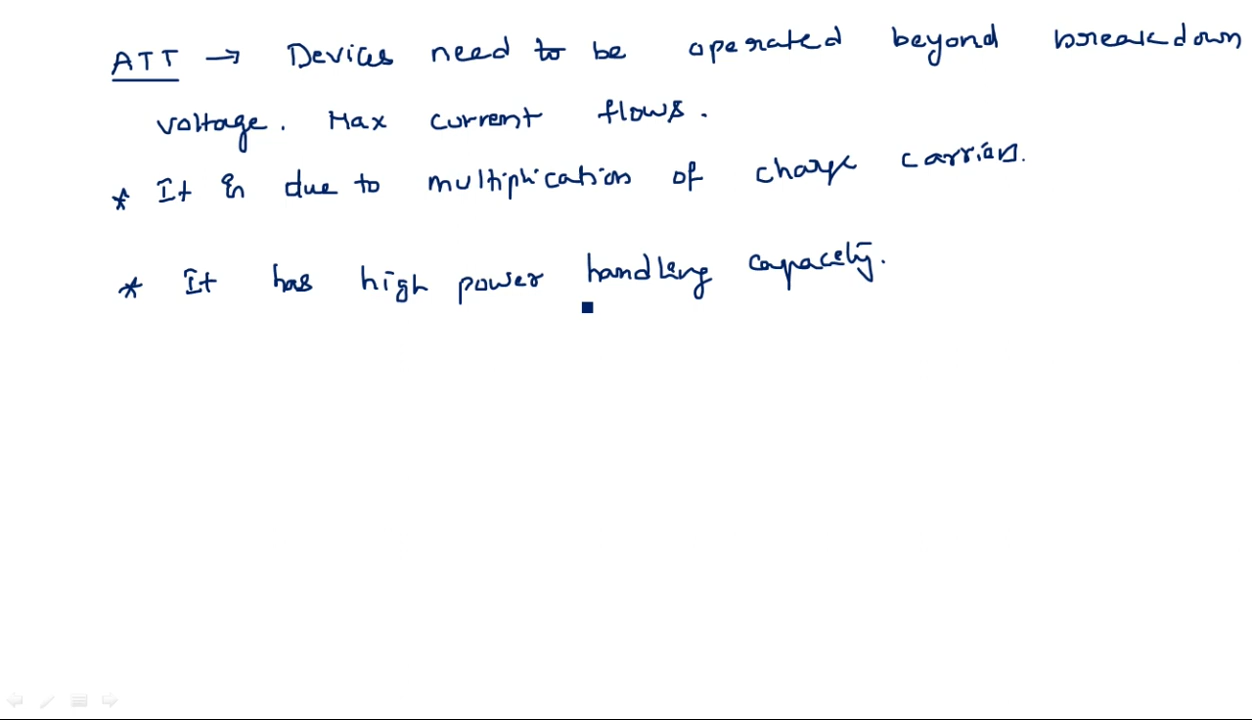 ATT → Devices need to be operated beyond breakdown
voltage. Max current flows.
* It is due to multiplication of charge carriers.
* It has high power handling capacity.